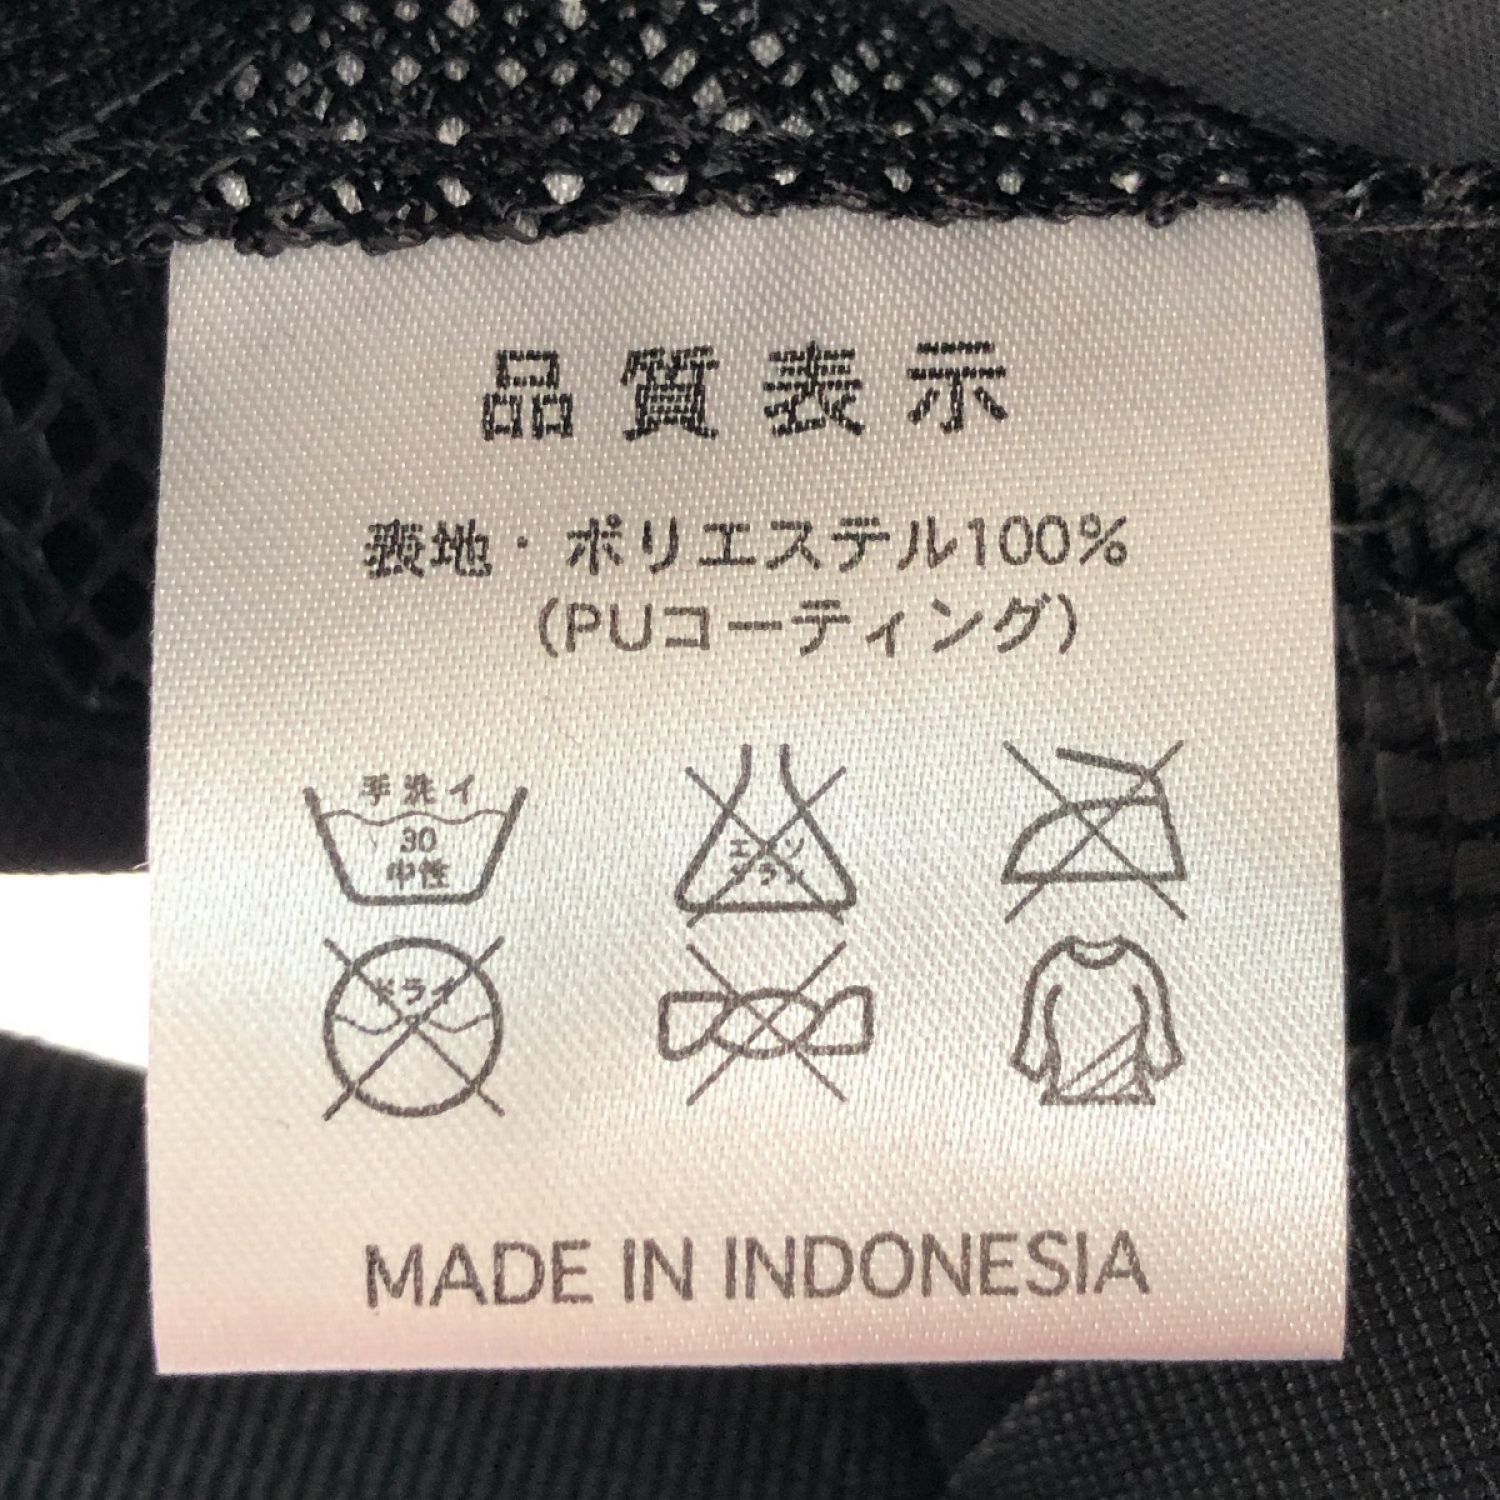 品質表示
表地・ポリエステル100%
(PUコーティング)
手洗イ
30
中性
エンソ
サラシ
ドライ
MADE IN INDONESIA